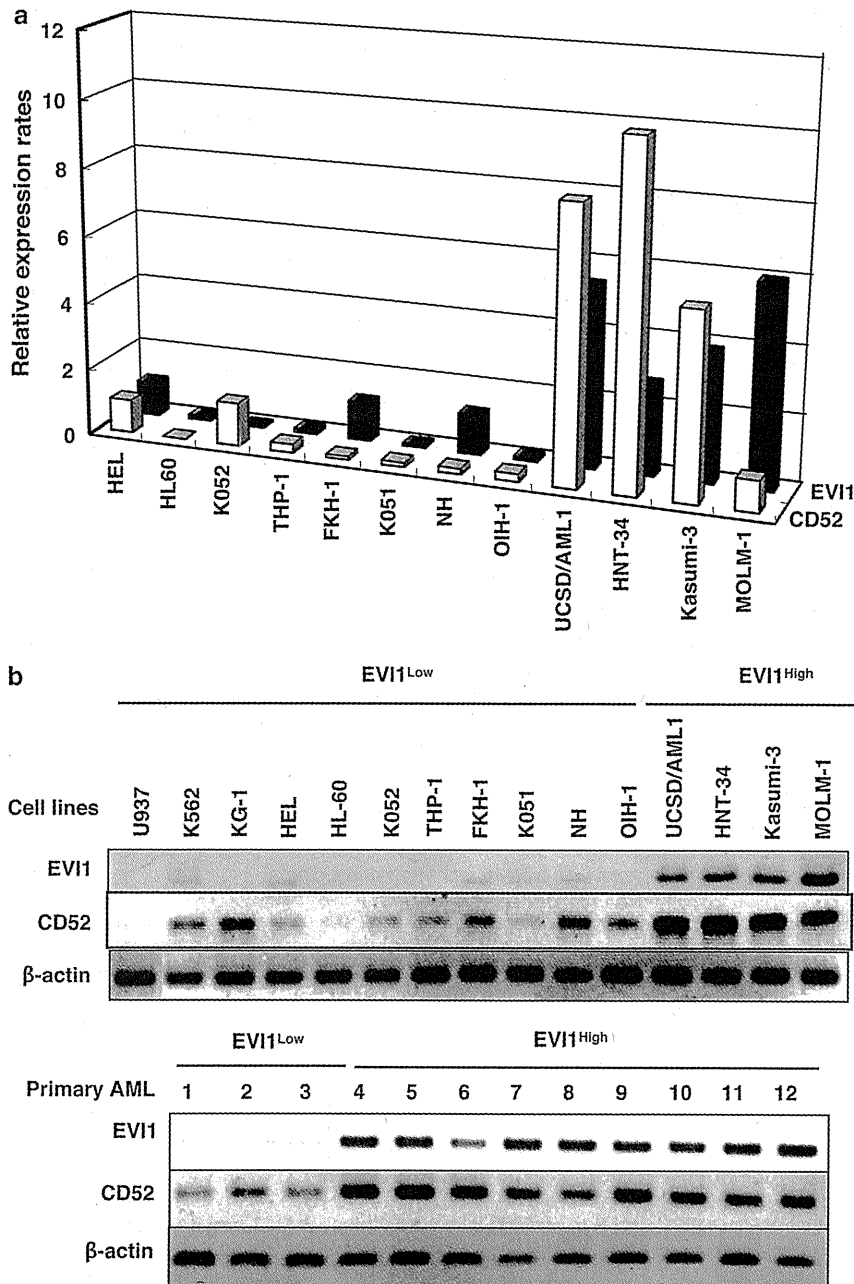 a
Relative expression rates
12
10
8
6
4
2
0
HEL
HL60
K052
THP-1
FKH-1
K051
NH
OIH-1
UCSD/AML1
HNT-34
Kasumi-3
MOLM-1
EVI1
CD52
b
EVI1Low EVI1High
Cell lines U937 K562 KG-1 HEL HL-60 K052 THP-1 FKH-1 K051 NH OIH-1 UCSD/AML1 HNT-34 Kasumi-3 MOLM-1
EVI1
CD52
β-actin
EVI1Low EVI1High
Primary AML 1 2 3 4 5 6 7 8 9 10 11 12
EVI1
CD52
β-actin